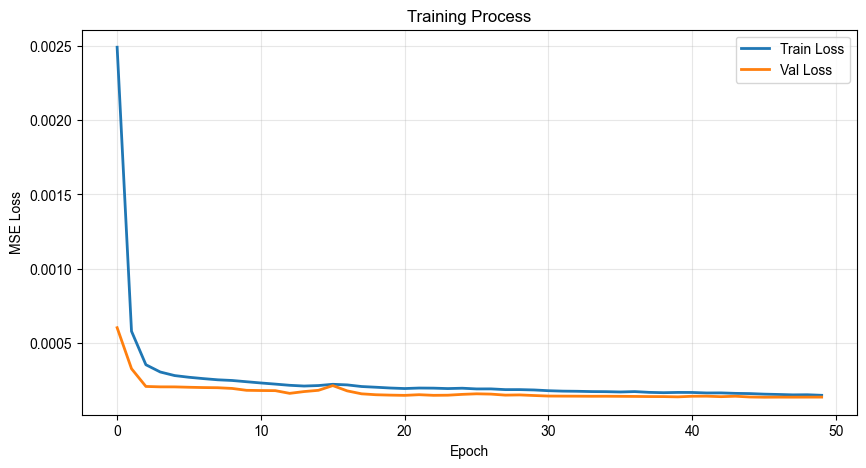 Training Process
Train Loss
Val Loss
0.0025
0.0020
0.0015
0.0010
0.0005
MSE Loss
0
10
20
30
40
50
Epoch